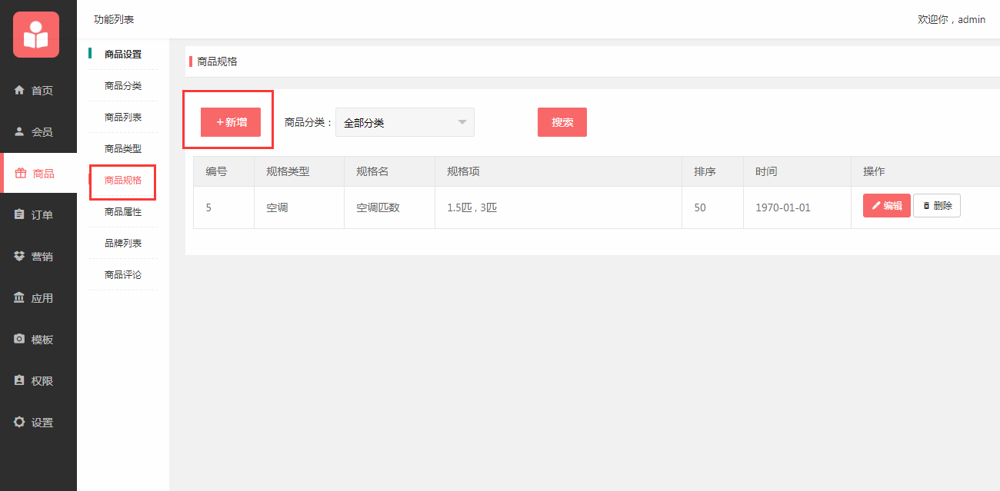 功能列表
欢迎你，admin
首页
会员
商品
订单
营销
应用
模板
权限
设置
商品设置
商品分类
商品列表
商品类型
商品规格
商品属性
品牌列表
商品评论
商品规格
+新增 商品分类： 全部分类 搜索
编号 规格类型 规格名 规格项 排序 时间 操作
5 空调 空调匹数 1.5匹 , 3匹 50 1970-01-01 编辑 删除